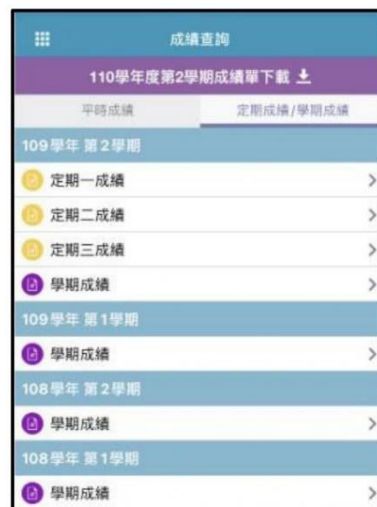 成績查詢
110學年度第2學期成績單下載
平時成績
定期成績/學期成績
109學年 第2學期
定期一成績
定期二成績
定期三成績
學期成績
109學年 第1學期
學期成績
108學年 第2學期
學期成績
108學年 第1學期
學期成績